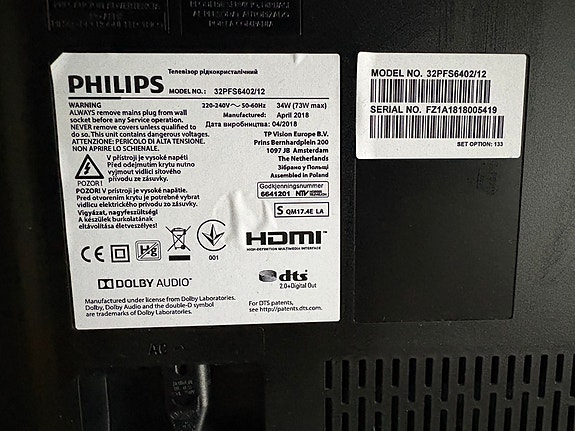 Телевізор рідкокристалічний
PHILIPS MODEL NO.: 32PFS6402/12
WARNING 220-240V～ 50-60Hz 34W (73W max)
ALWAYS remove mains plug from wall Manufactured: April 2018
socket before any Service operation. Дата виробництва: 04/2018
NEVER remove covers unless qualified to
do so. This unit contains dangerous voltages.
ATTENZIONE: PERICOLO DI ALTA TENSIONE.
NON APRIRE LO SCHIENALE.
TP Vision Europe B.V.
Prins Bernhardplein 200
1097 JB Amsterdam
The Netherlands
Зібрано у Польщі
Assembled in Poland
V přístroji je vysoké napětí
Před odejmutím krytu nutno
vyjmout vidlici síťového
přívodu ze zásuvky.
POZOR!
POZOR! V prístroji je vysoké napätie.
Pred otvorením krytu je potrebné vybrať
vidlicu elektrického prívodu zo zásuvky.
Vigyázat, nagyfeszültség!
A készülek burkolatának
eltávolítása életveszélyes!
Godkjenningsnummer
6641201 NTV
S QM17.4E LA
CE Hg 001
HDMI
HIGH-DEFINITION MULTIMEDIA INTERFACE
DOLBY AUDIO™
dts
2.0+Digital Out
Manufactured under license from Dolby Laboratories.
Dolby, Dolby Audio and the double-D symbol
are trademarks of Dolby Laboratories.
For DTS patents,
see http://patents.dts.com.
MODEL NO. 32PFS6402/12
SERIAL NO. FZ1A1818005419
SET OPTION: 133
AC